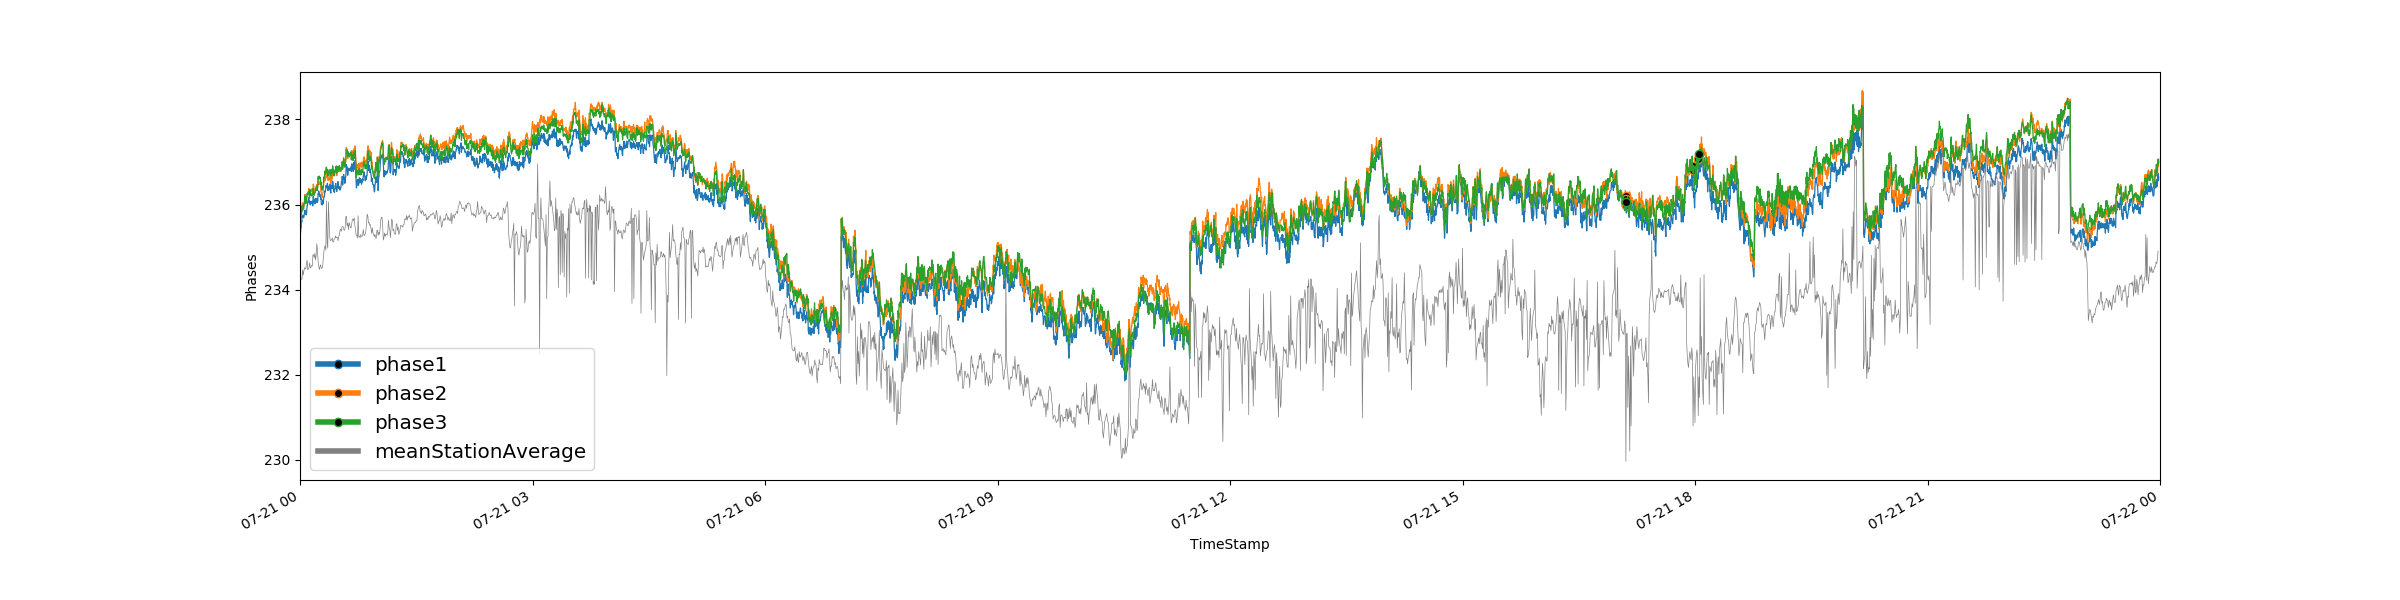 238
236
234
232
230
Phases
phase1
phase2
phase3
meanStationAverage
07-21 00
07-21 03
07-21 06
07-21 09
07-21 12
07-21 15
07-21 18
07-21 21
07-22 00
TimeStamp